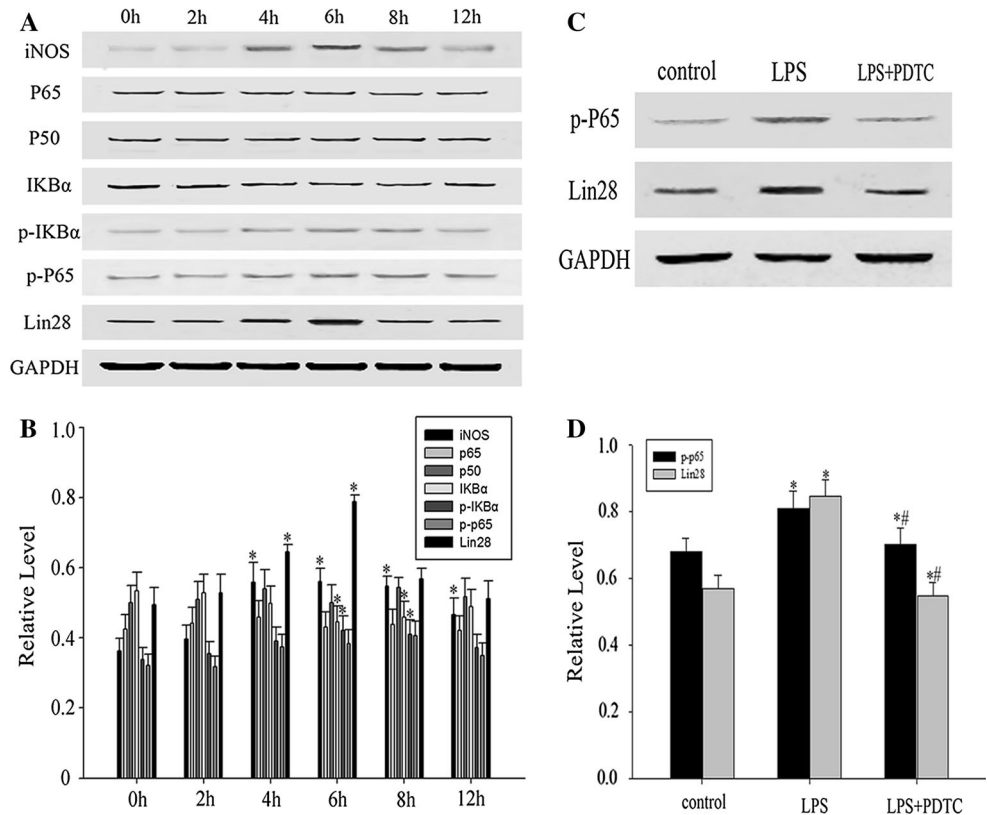 A
0h 2h 4h 6h 8h 12h
iNOS
P65
P50
IKBα
p-IKBα
p-P65
Lin28
GAPDH
B
Relative Level
1.0
0.8
0.6
0.4
0.2
0
iNOS
p65
p50
IKBα
p-IKBα
p-p65
Lin28
* * * * * * * * * *
0h 2h 4h 6h 8h 12h
C
control LPS LPS+PDTC
p-P65
Lin28
GAPDH
D
Relative Level
1.0
0.8
0.6
0.4
0.2
0.0
p-p65
Lin28
* * *# *#
control LPS LPS+PDTC